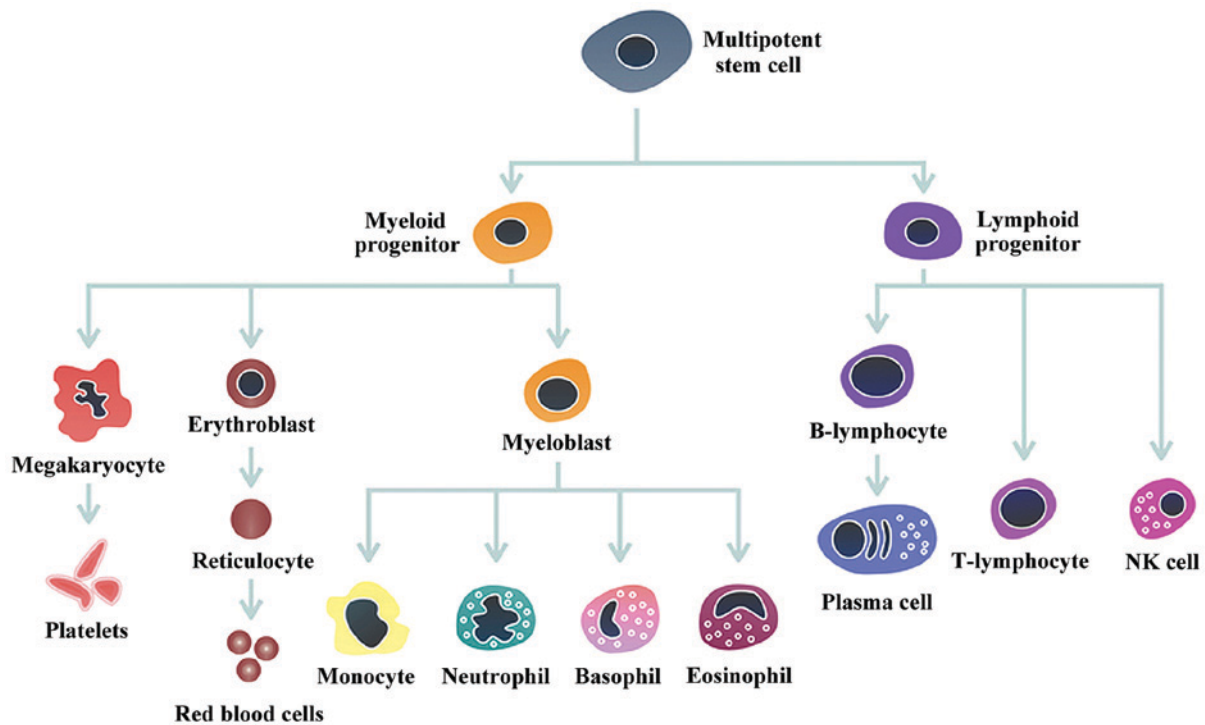 Multipotent
stem cell
Myeloid
progenitor
Lymphoid
progenitor
Megakaryocyte
Erythroblast
Myeloblast
B-lymphocyte
Platelets
Reticulocyte
Red blood cells
Monocyte
Neutrophil
Basophil
Eosinophil
Plasma cell
T-lymphocyte
NK cell